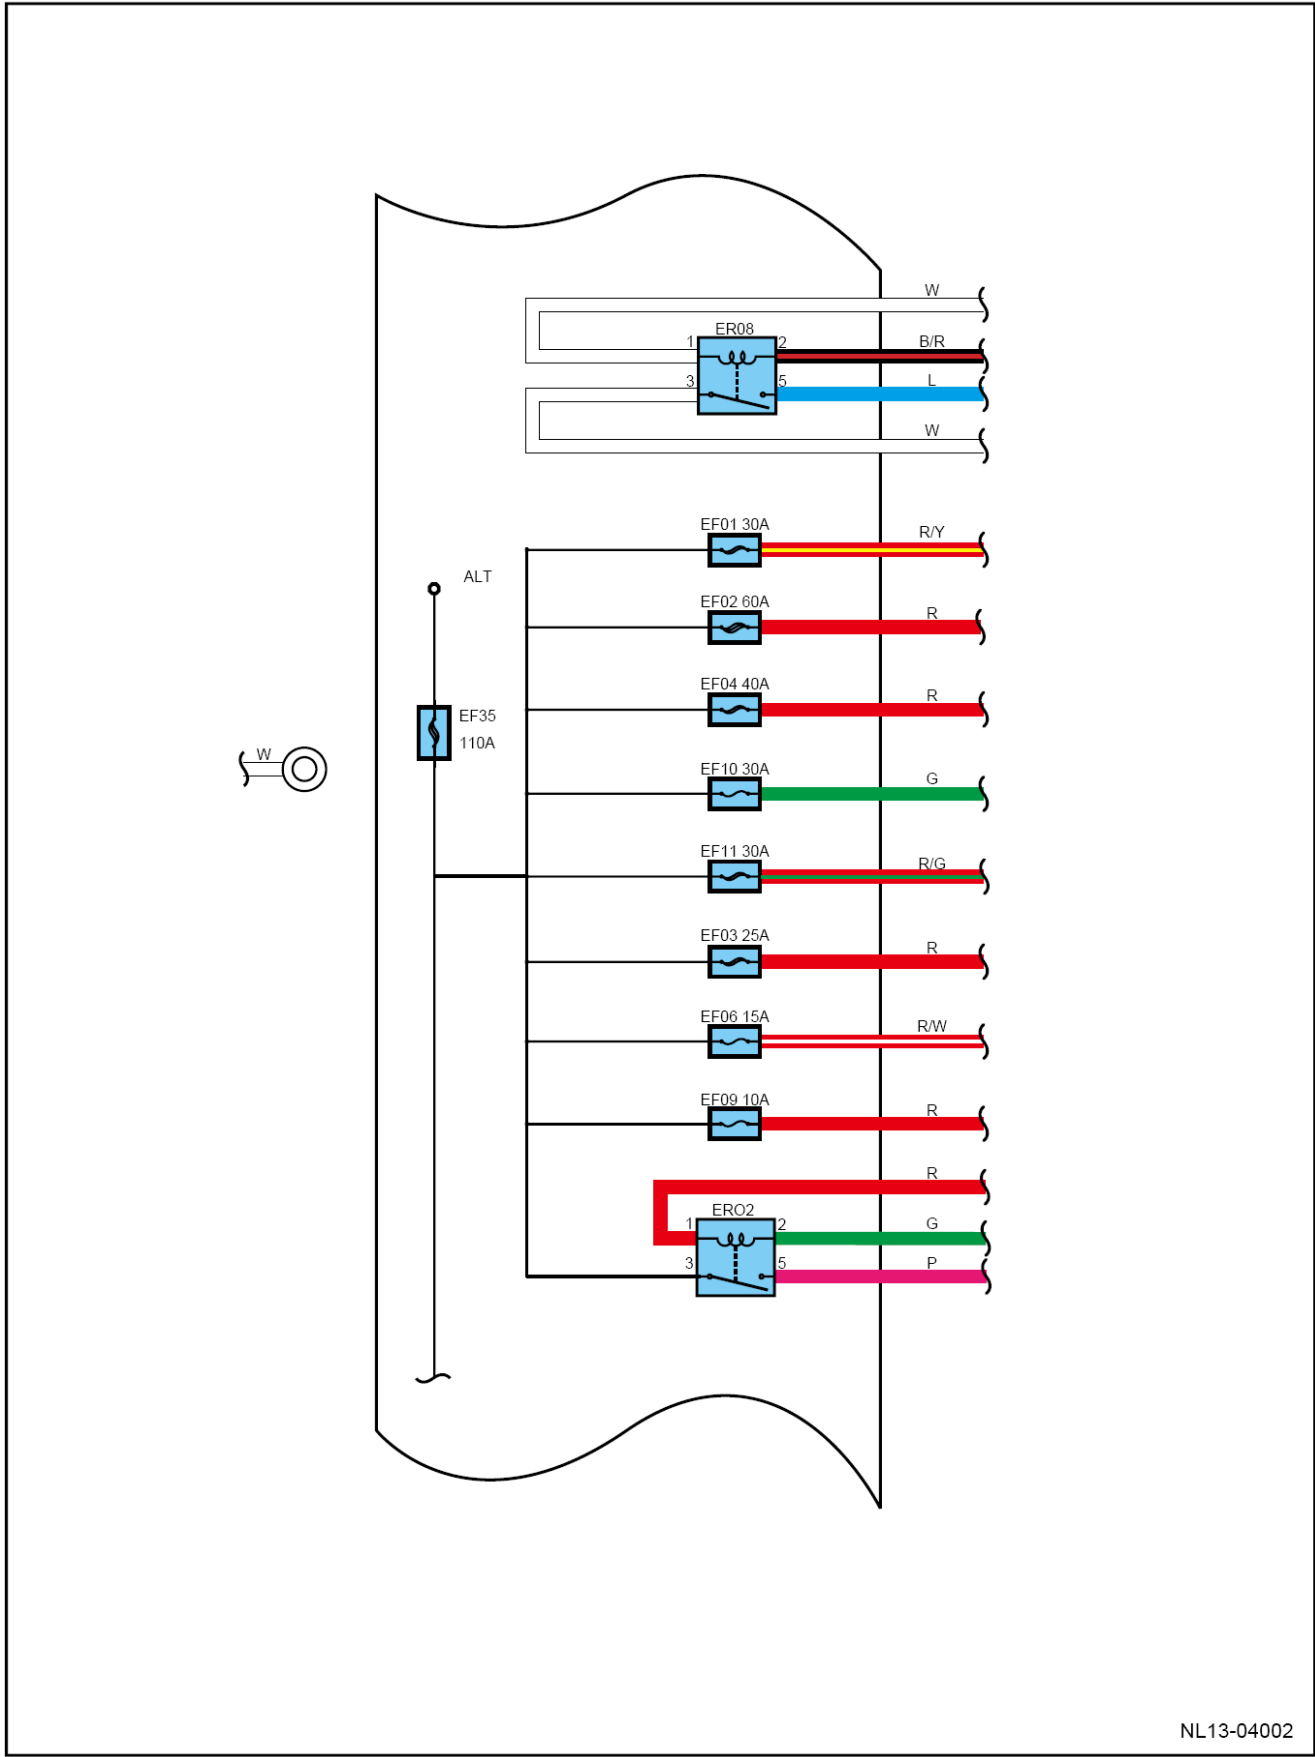 W
ER08
1
2
B/R
3
5
L
W
EF01 30A
R/Y
ALT
EF02 60A
R
EF04 40A
R
EF35
110A
W
EF10 30A
G
EF11 30A
R/G
EF03 25A
R
EF06 15A
R/W
EF09 10A
R
R
ERO2
1
2
G
3
5
P
NL13-04002